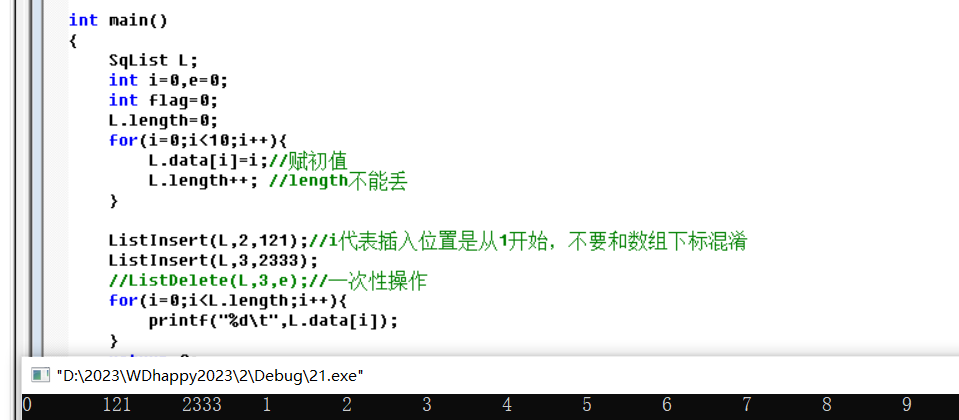 int main()
{
    SqList L;
    int i=0,e=0;
    int flag=0;
    L.length=0;
    for(i=0;i<10;i++){
        L.data[i]=i;//赋初值
        L.length++; //length不能丢
    }
    ListInsert(L,2,121);//i代表插入位置是从1开始，不要和数组下标混淆
    ListInsert(L,3,2333);
    //ListDelete(L,3,e);//一次性操作
    for(i=0;i<L.length;i++){
        printf("%d\t",L.data[i]);
    }
"D:\2023\WDhappy2023\2\Debug\21.exe"
0 121 2333 1 2 3 4 5 6 7 8 9